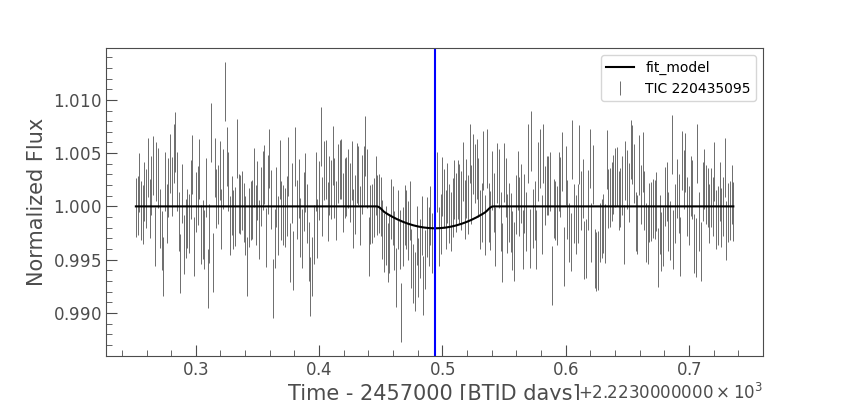 fit_model
TIC 220435095
Normalized Flux
1.010
1.005
1.000
0.995
0.990
0.3
0.4
0.5
0.6
0.7
Time - 2457000 [BTJD days]
+2.2230000000 × 10³